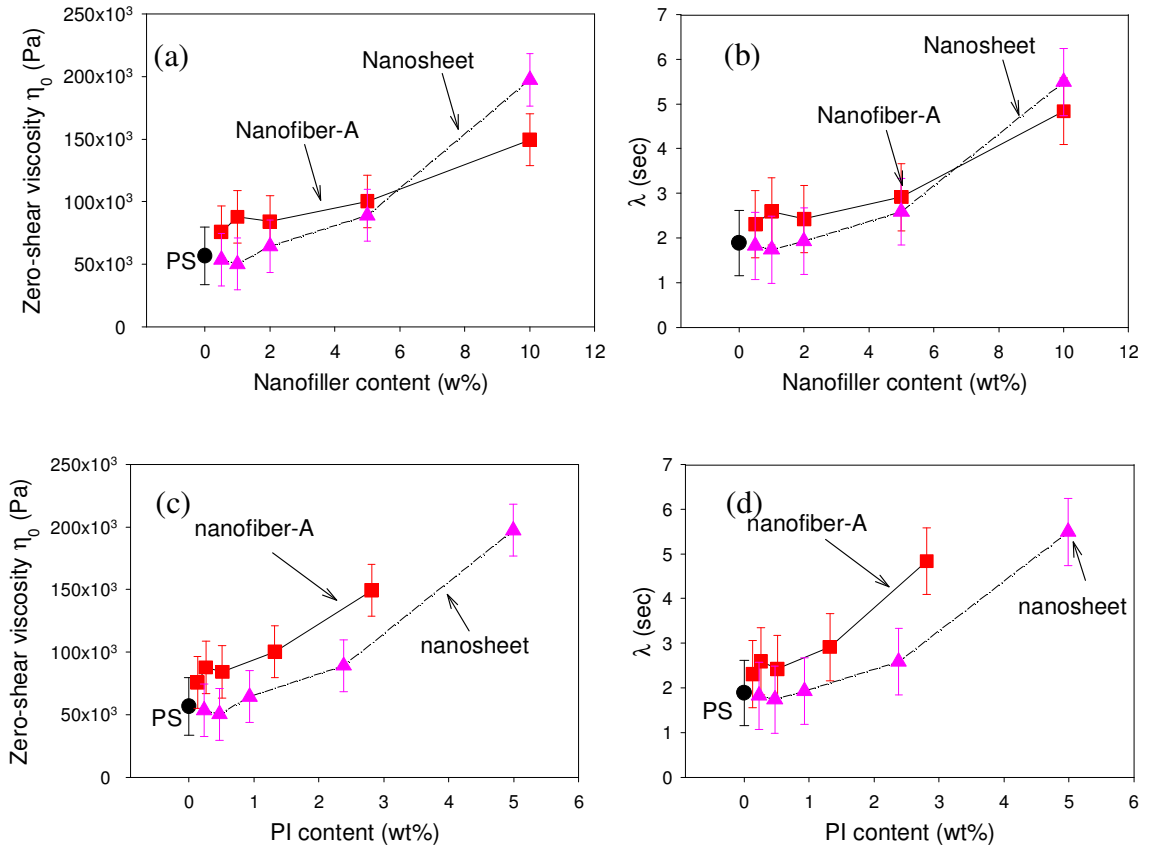 (a)
Zero-shear viscosity η0 (Pa)
250x10³
200x10³
150x10³
100x10³
50x10³
0
Nanosheet
Nanofiber-A
PS
0 2 4 6 8 10 12
Nanofiller content (w%)
(b)
λ (sec)
7
6
5
4
3
2
1
0
Nanosheet
Nanofiber-A
PS
0 2 4 6 8 10 12
Nanofiller content (wt%)
(c)
Zero-shear viscosity η0 (Pa)
250x10³
200x10³
150x10³
100x10³
50x10³
0
nanofiber-A
nanosheet
PS
0 1 2 3 4 5 6
PI content (wt%)
(d)
λ (sec)
7
6
5
4
3
2
1
0
nanofiber-A
nanosheet
PS
0 1 2 3 4 5 6
PI content (wt%)